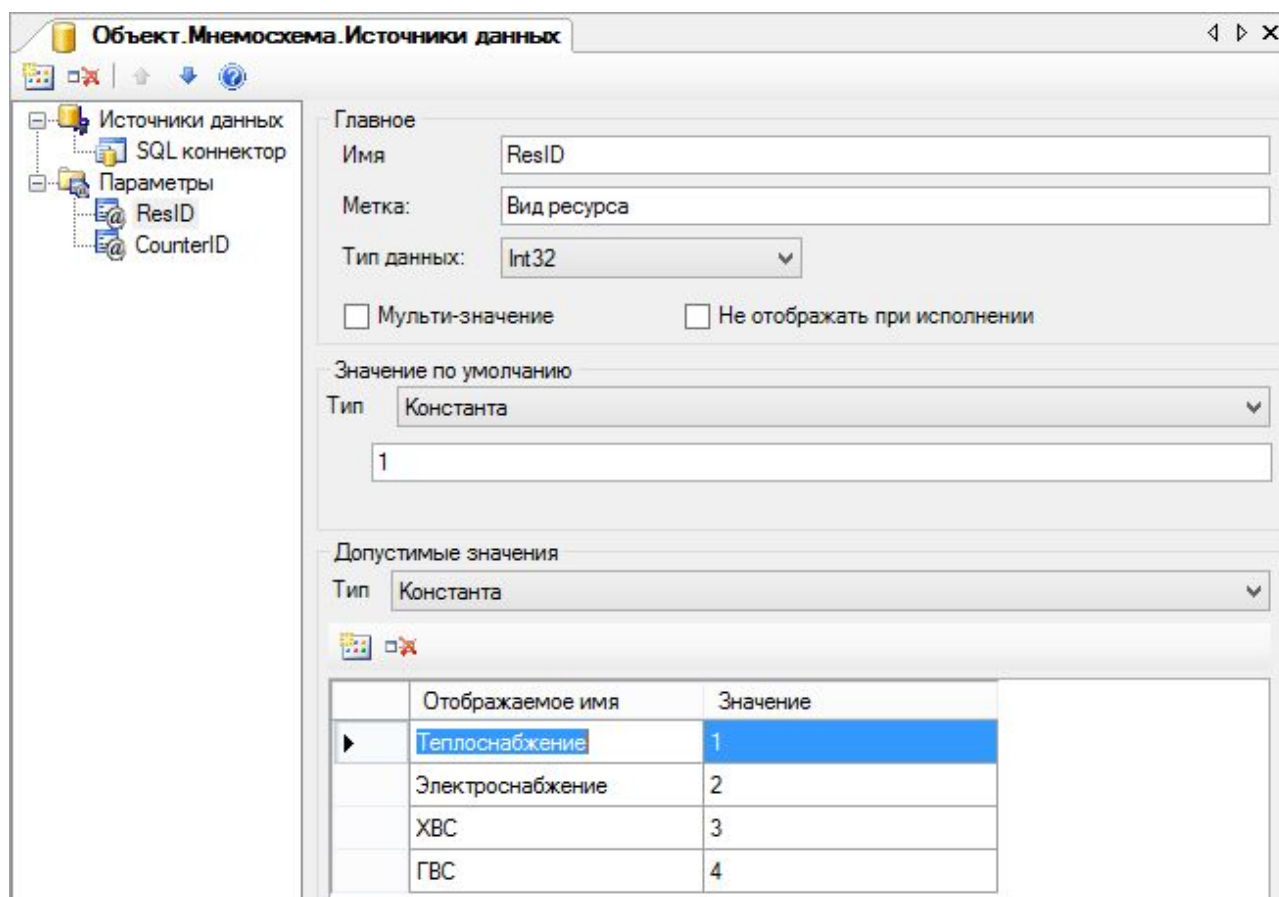 Объект.Мнемосхема.Источники данных
Источники данных
SQL коннектор
Параметры
ResID
CounterID
Главное
Имя ResID
Метка: Вид ресурса
Тип данных: Int32
Мульти-значение Не отображать при исполнении
Значение по умолчанию
Тип Константа
1
Допустимые значения
Тип Константа
Отображаемое имя Значение
Теплоснабжение 1
Электроснабжение 2
ХВС 3
ГВС 4